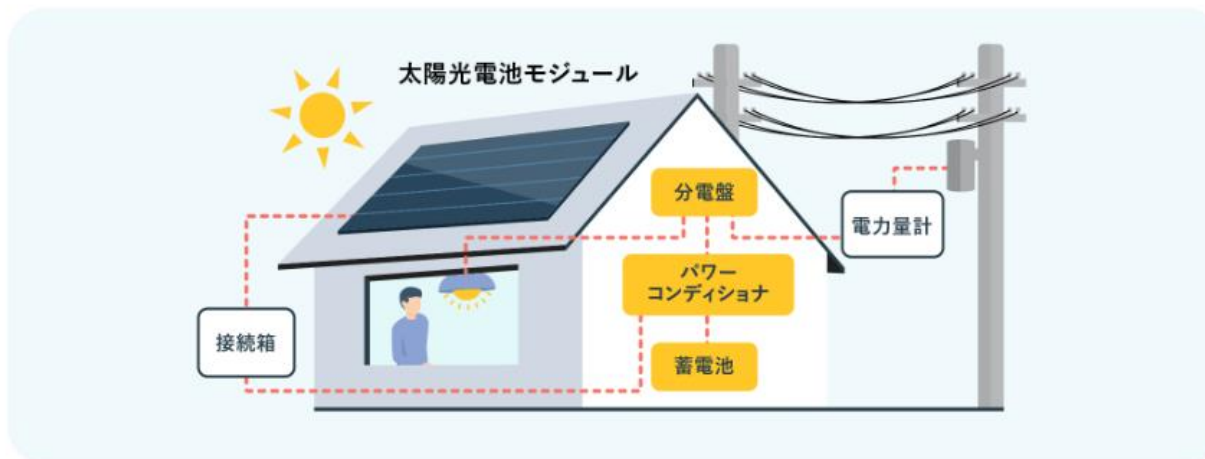 太陽光電池モジュール
分電盤
電力量計
パワー
コンディショナ
接続箱
蓄電池